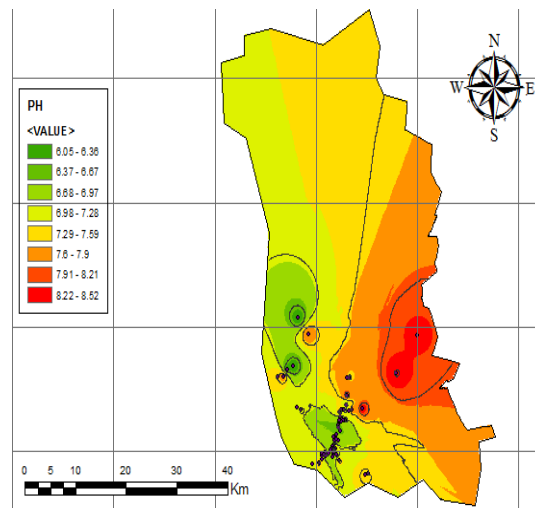 N
W E
S
PH
<VALUE>
6.05 - 6.36
6.37 - 6.67
6.68 - 6.97
6.98 - 7.28
7.29 - 7.59
7.6 - 7.9
7.91 - 8.21
8.22 - 8.52
0 5 10 20 30 40
Km